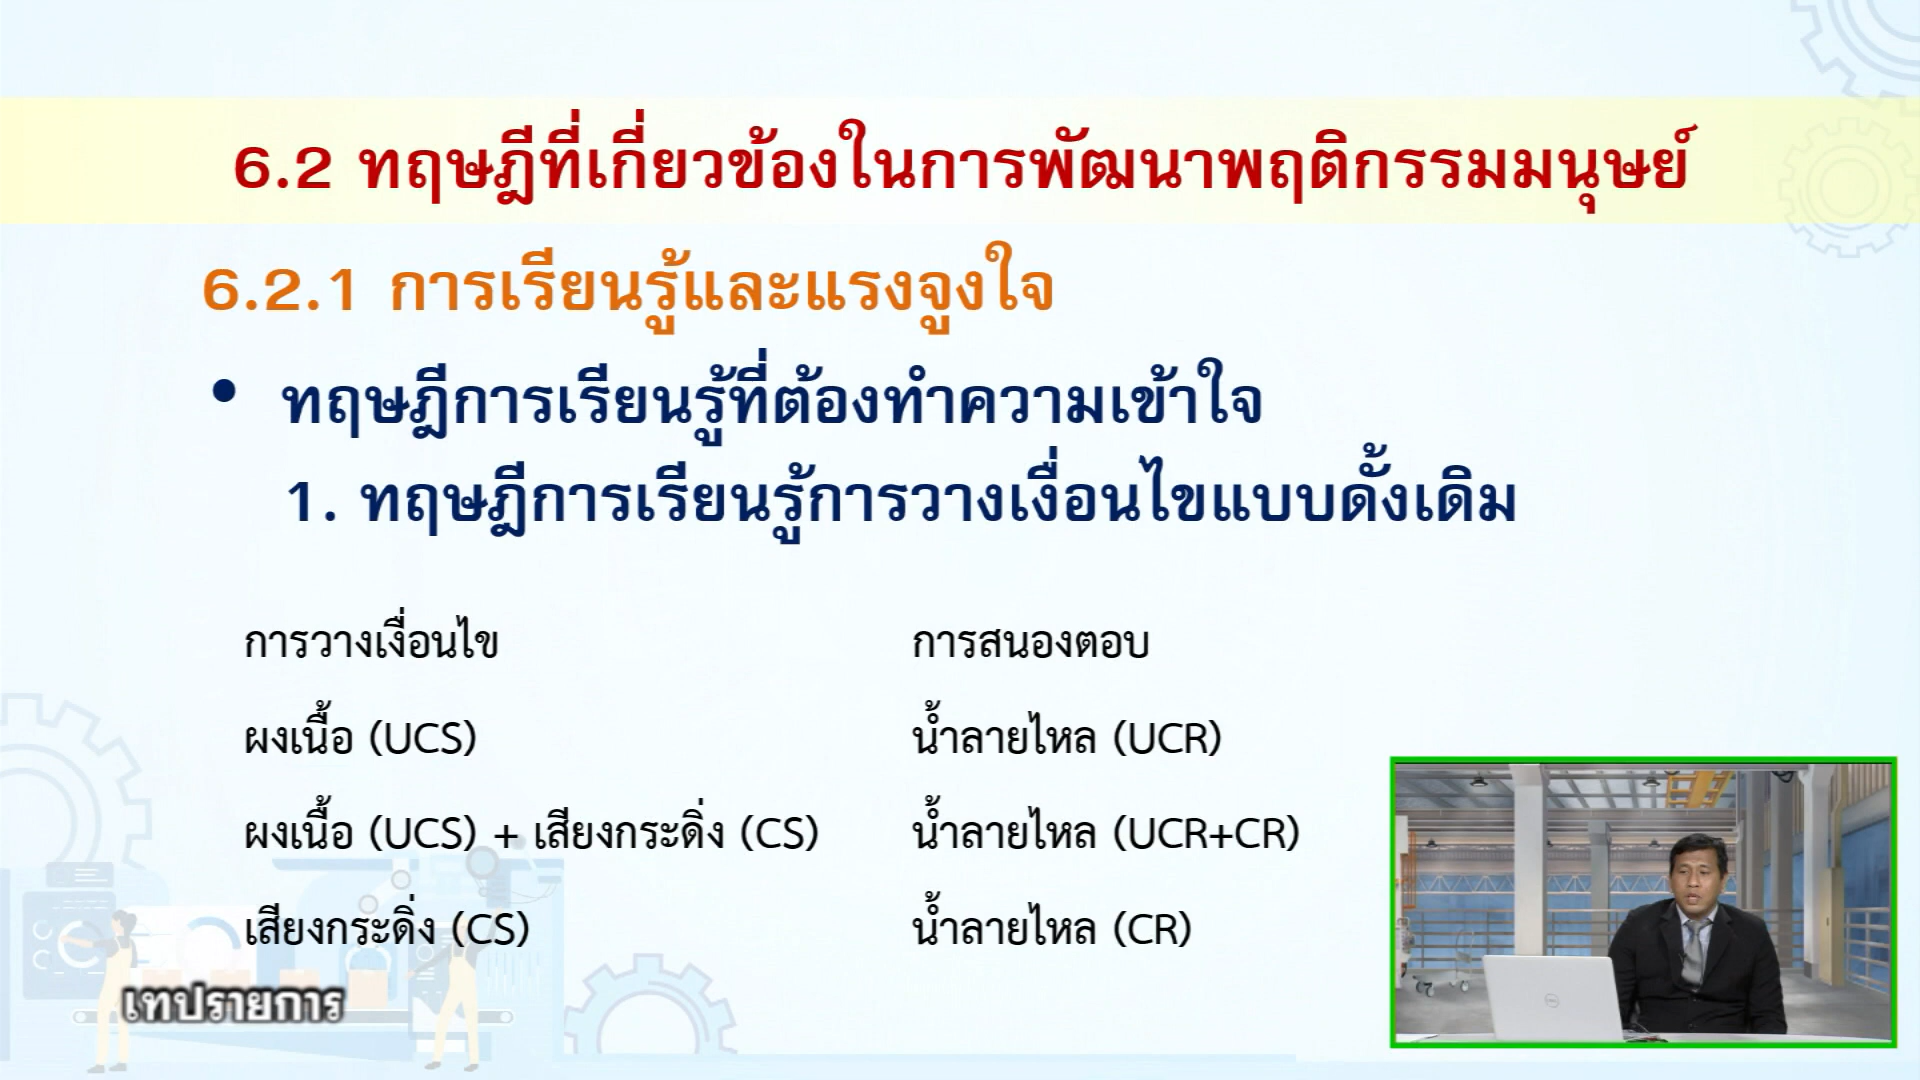 6.2 ทฤษฎีที่เกี่ยวข้องในการพัฒนาพฤติกรรมมนุษย์
6.2.1 การเรียนรู้และแรงจูงใจ
• ทฤษฎีการเรียนรู้ที่ต้องทำความเข้าใจ
1. ทฤษฎีการเรียนรู้การวางเงื่อนไขแบบดั้งเดิม
การวางเงื่อนไข การสนองตอบ
ผงเนื้อ (UCS) น้ำลายไหล (UCR)
ผงเนื้อ (UCS) + เสียงกระดิ่ง (CS) น้ำลายไหล (UCR+CR)
เสียงกระดิ่ง (CS) น้ำลายไหล (CR)
เทปรายการ